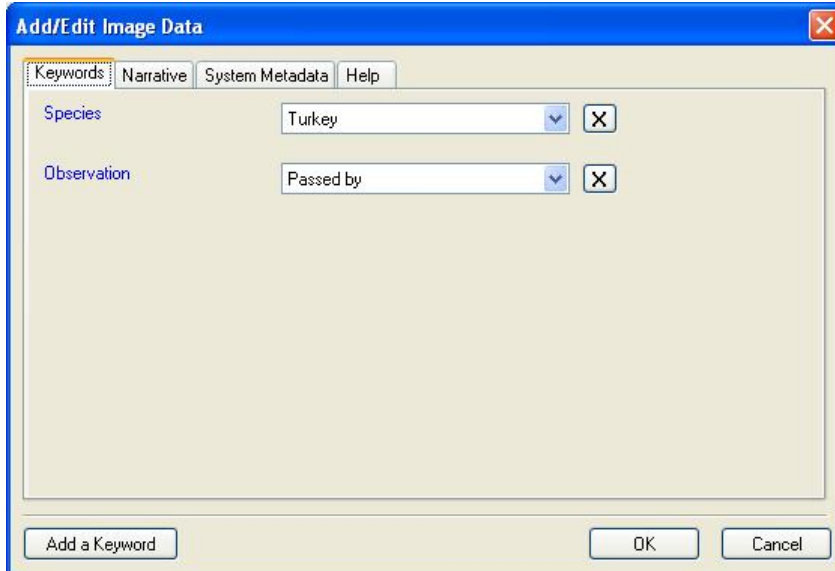 Add/Edit Image Data
Keywords Narrative System Metadata Help
Species Turkey X
Observation Passed by X
Add a Keyword OK Cancel